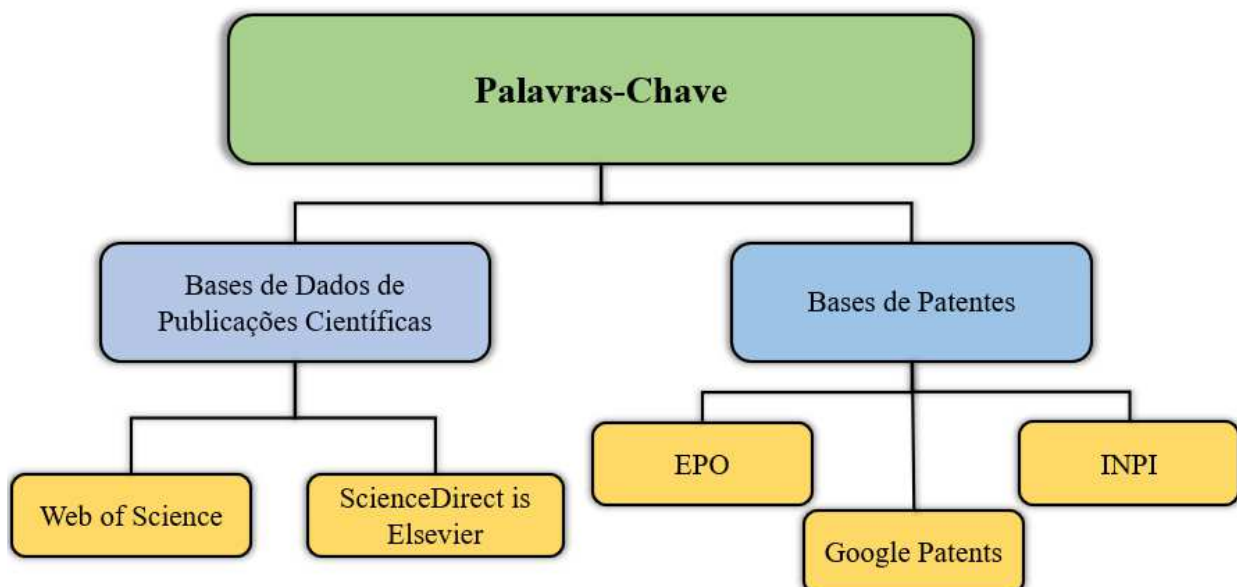 Palavras-Chave
Bases de Dados de
Publicações Científicas
Bases de Patentes
Web of Science
ScienceDirect is
Elsevier
EPO
Google Patents
INPI